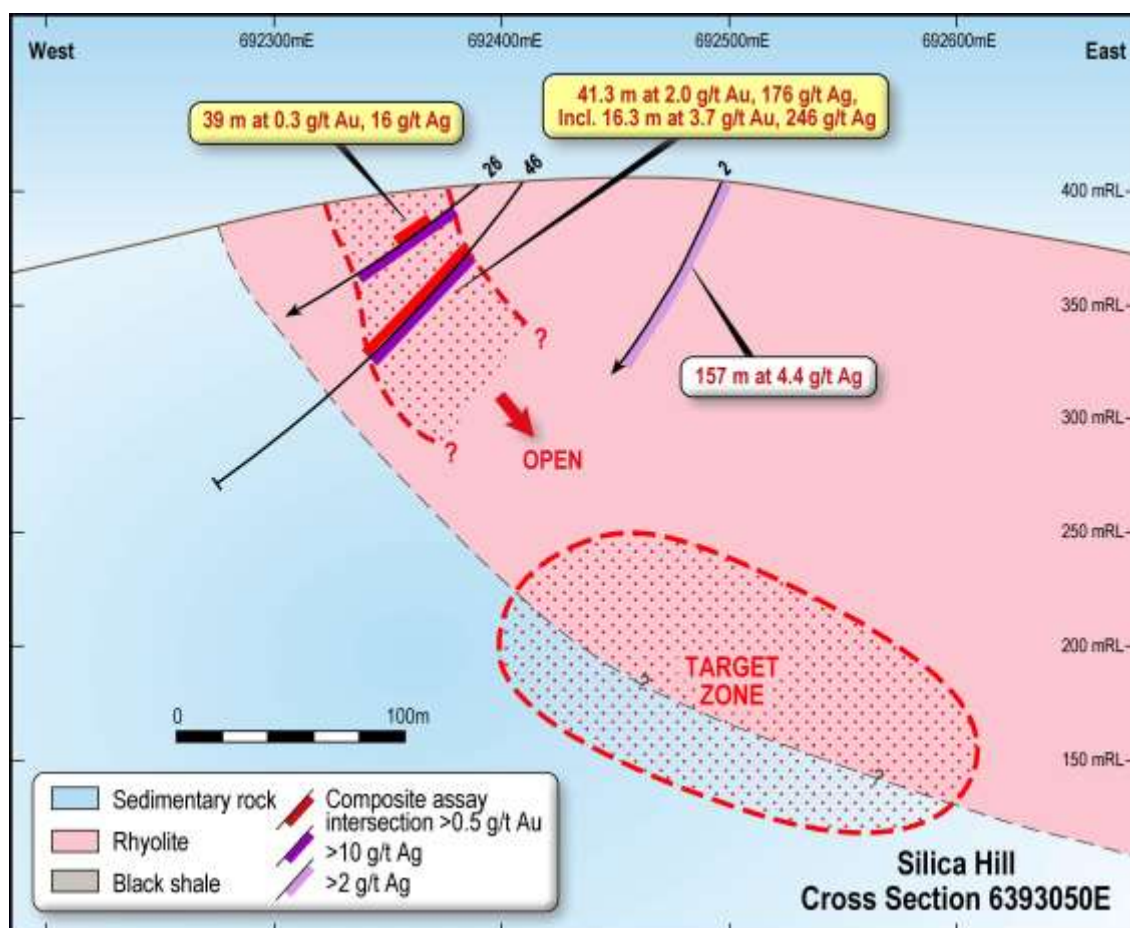 West
692300mE
692400mE
692500mE
692600mE
East
39 m at 0.3 g/t Au, 16 g/t Ag
41.3 m at 2.0 g/t Au, 176 g/t Ag,
Incl. 16.3 m at 3.7 g/t Au, 246 g/t Ag
26
46
2
400 mRL
350 mRL
?
157 m at 4.4 g/t Ag
300 mRL
?
OPEN
250 mRL
200 mRL
TARGET
ZONE
?
0
100m
150 mRL
?
Sedimentary rock
Rhyolite
Black shale
Composite assay
intersection >0.5 g/t Au
>10 g/t Ag
>2 g/t Ag
Silica Hill
Cross Section 6393050E